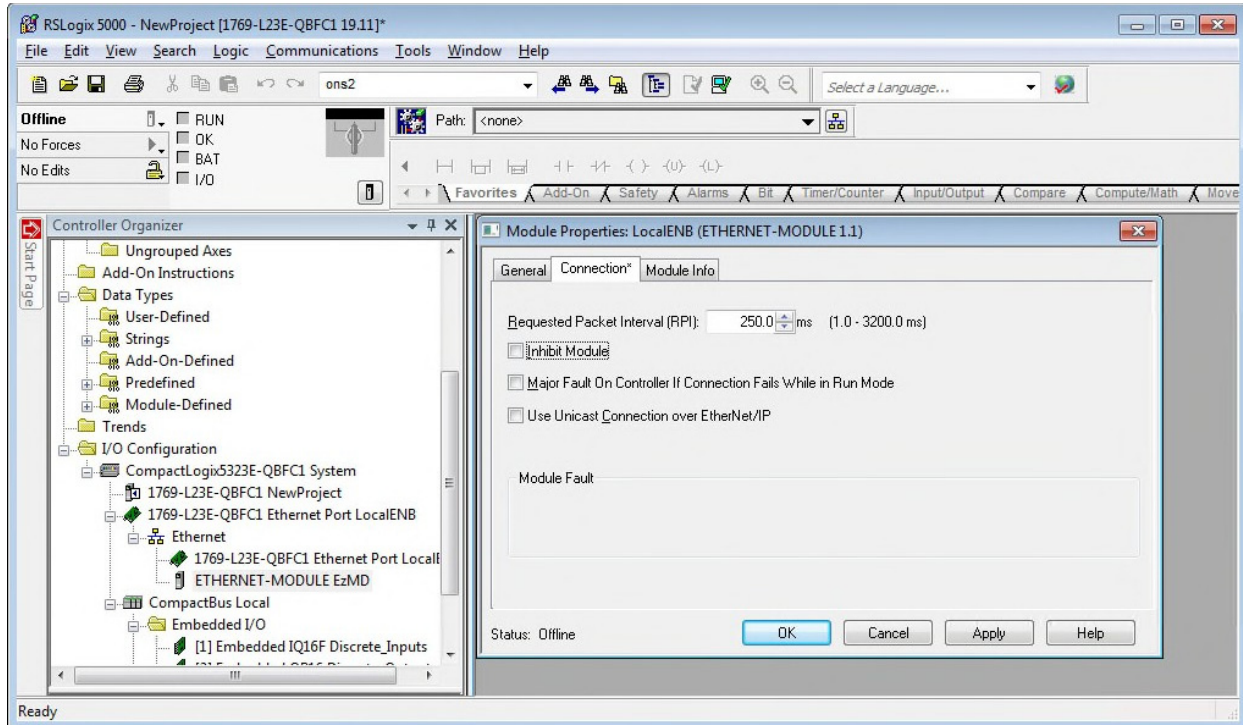 RSLogix 5000 - NewProject [1769-L23E-QBFC1 19.11]*
File Edit View Search Logic Communications Tools Window Help
ons2
Select a Language...
Offline
RUN
No Forces
OK
No Edits
BAT
I/O
Path: <none>
Favorites Add-On Safety Alarms Bit Timer/Counter Input/Output Compare Compute/Math Move
Start Page
Controller Organizer
Ungrouped Axes
Add-On Instructions
Data Types
User-Defined
Strings
Add-On-Defined
Predefined
Module-Defined
Trends
I/O Configuration
CompactLogix5323E-QBFC1 System
1769-L23E-QBFC1 NewProject
1769-L23E-QBFC1 Ethernet Port LocalENB
Ethernet
1769-L23E-QBFC1 Ethernet Port LocalE
ETHERNET-MODULE EzMD
CompactBus Local
Embedded I/O
[1] Embedded IQ16F Discrete_Inputs
Module Properties: LocalENB (ETHERNET-MODULE 1.1)
General Connection* Module Info
Requested Packet Interval (RPI): 250.0 ms (1.0 - 3200.0 ms)
Inhibit Module
Major Fault On Controller If Connection Fails While in Run Mode
Use Unicast Connection over EtherNet/IP
Module Fault
Status: Offline
OK Cancel Apply Help
Ready